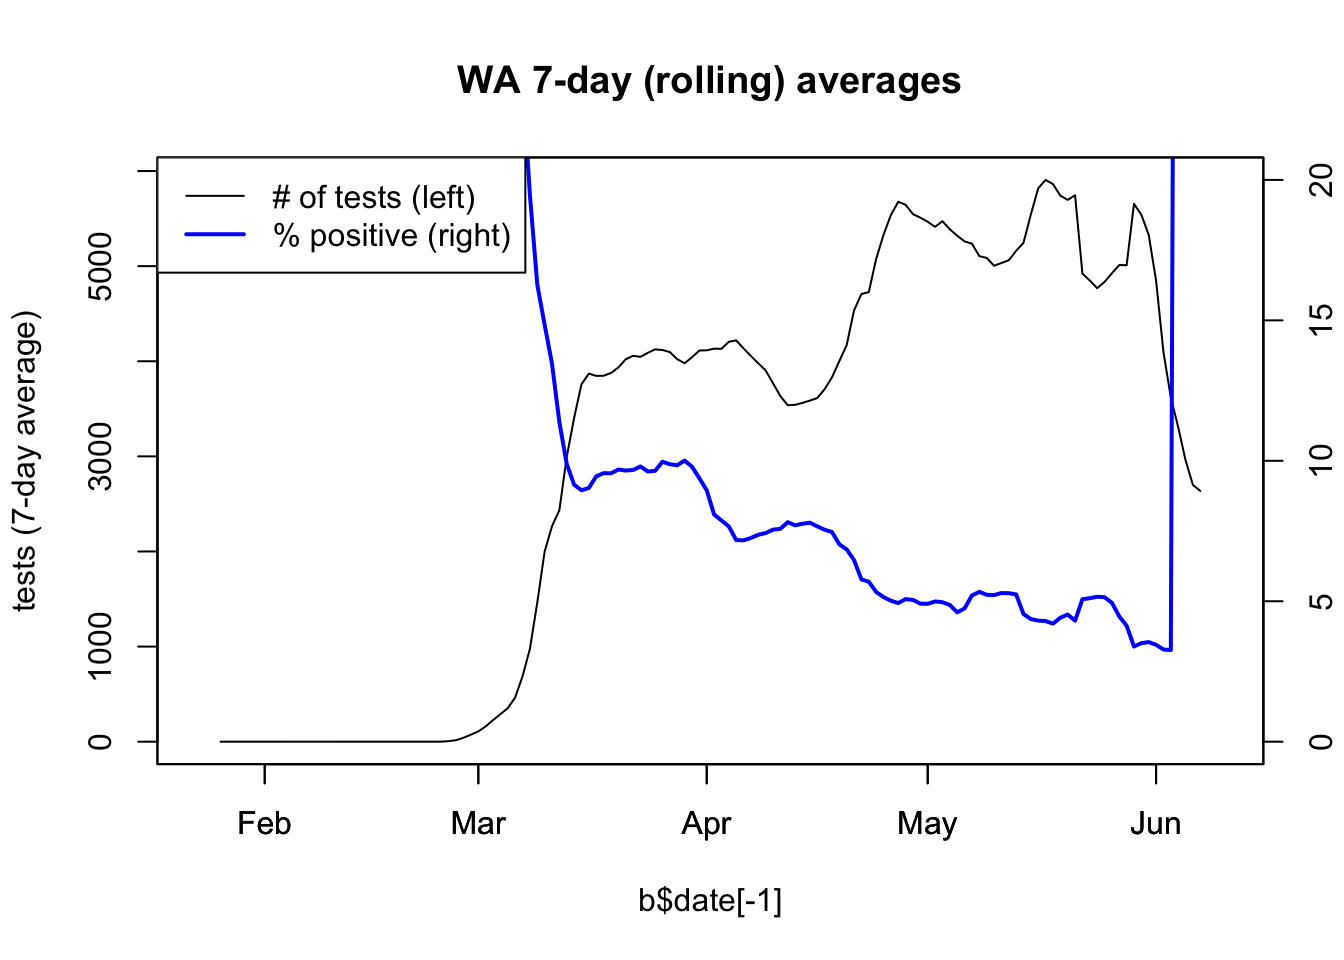 WA 7-day (rolling) averages
# of tests (left)
% positive (right)
tests (7-day average)
5000
3000
1000
0
20
15
10
5
0
Feb Mar Apr May Jun
b$date[-1]